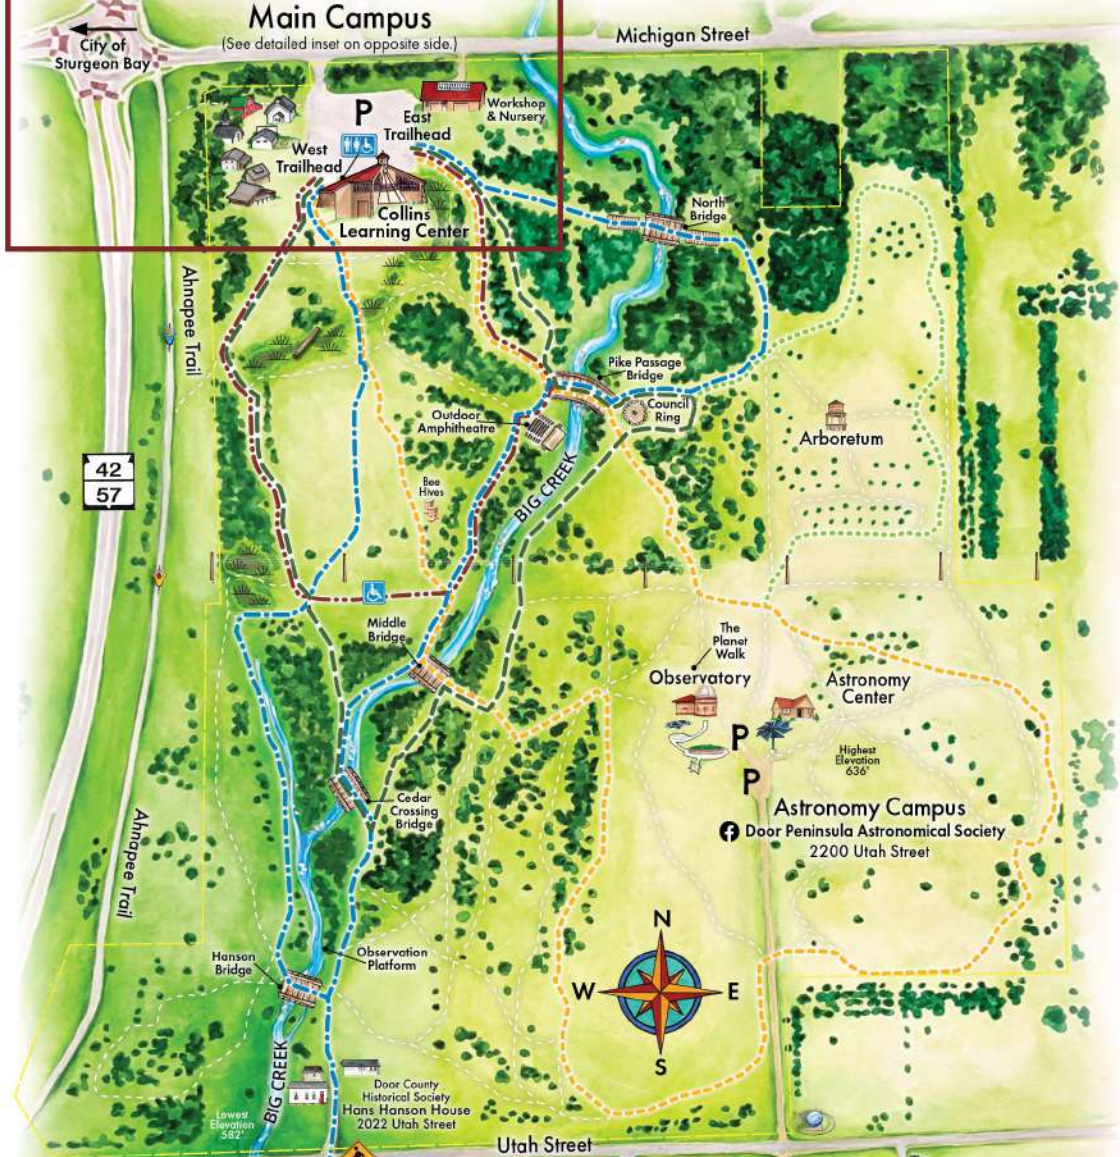 Main Campus
(See detailed inset on opposite side.)
City of
Sturgeon Bay
Michigan Street
P
Workshop
& Nursery
East
Trailhead
West
Trailhead
Collins
Learning Center
North
Bridge
Ahnapee Trail
Pike Passage
Bridge
Council
Ring
Outdoor
Amphitheatre
Arboretum
42
57
Bee
Hives
BIG CREEK
Middle
Bridge
The
Planet
Walk
Observatory
Astronomy
Center
P
P
Highest
Elevation
636'
Cedar
Crossing
Bridge
Astronomy Campus
f Door Peninsula Astronomical Society
2200 Utah Street
Ahnapee Trail
N
W
E
S
Hanson
Bridge
Observation
Platform
BIG CREEK
Door County
Historical Society
Hans Hanson House
2022 Utah Street
Lowest
Elevation
582'
Utah Street